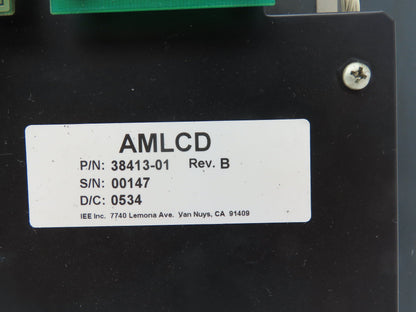 AMLCD
P/N: 38413-01 Rev. B
S/N: 00147
D/C: 0534
IEE Inc. 7740 Lemona Ave. Van Nuys, CA 91409